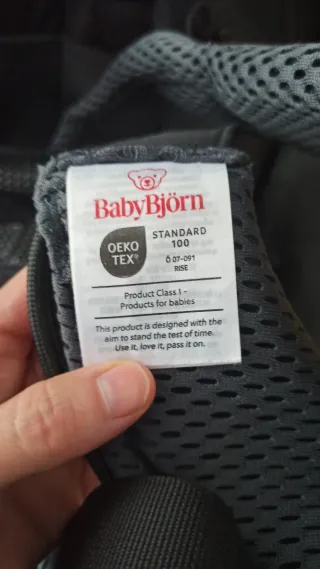 BabyBjörn
OEKO
TEX®
STANDARD
100
Ö 07-091
RISE
Product Class I -
Products for babies
This product is designed with the
aim to stand the test of time.
Use it, love it, pass it on.